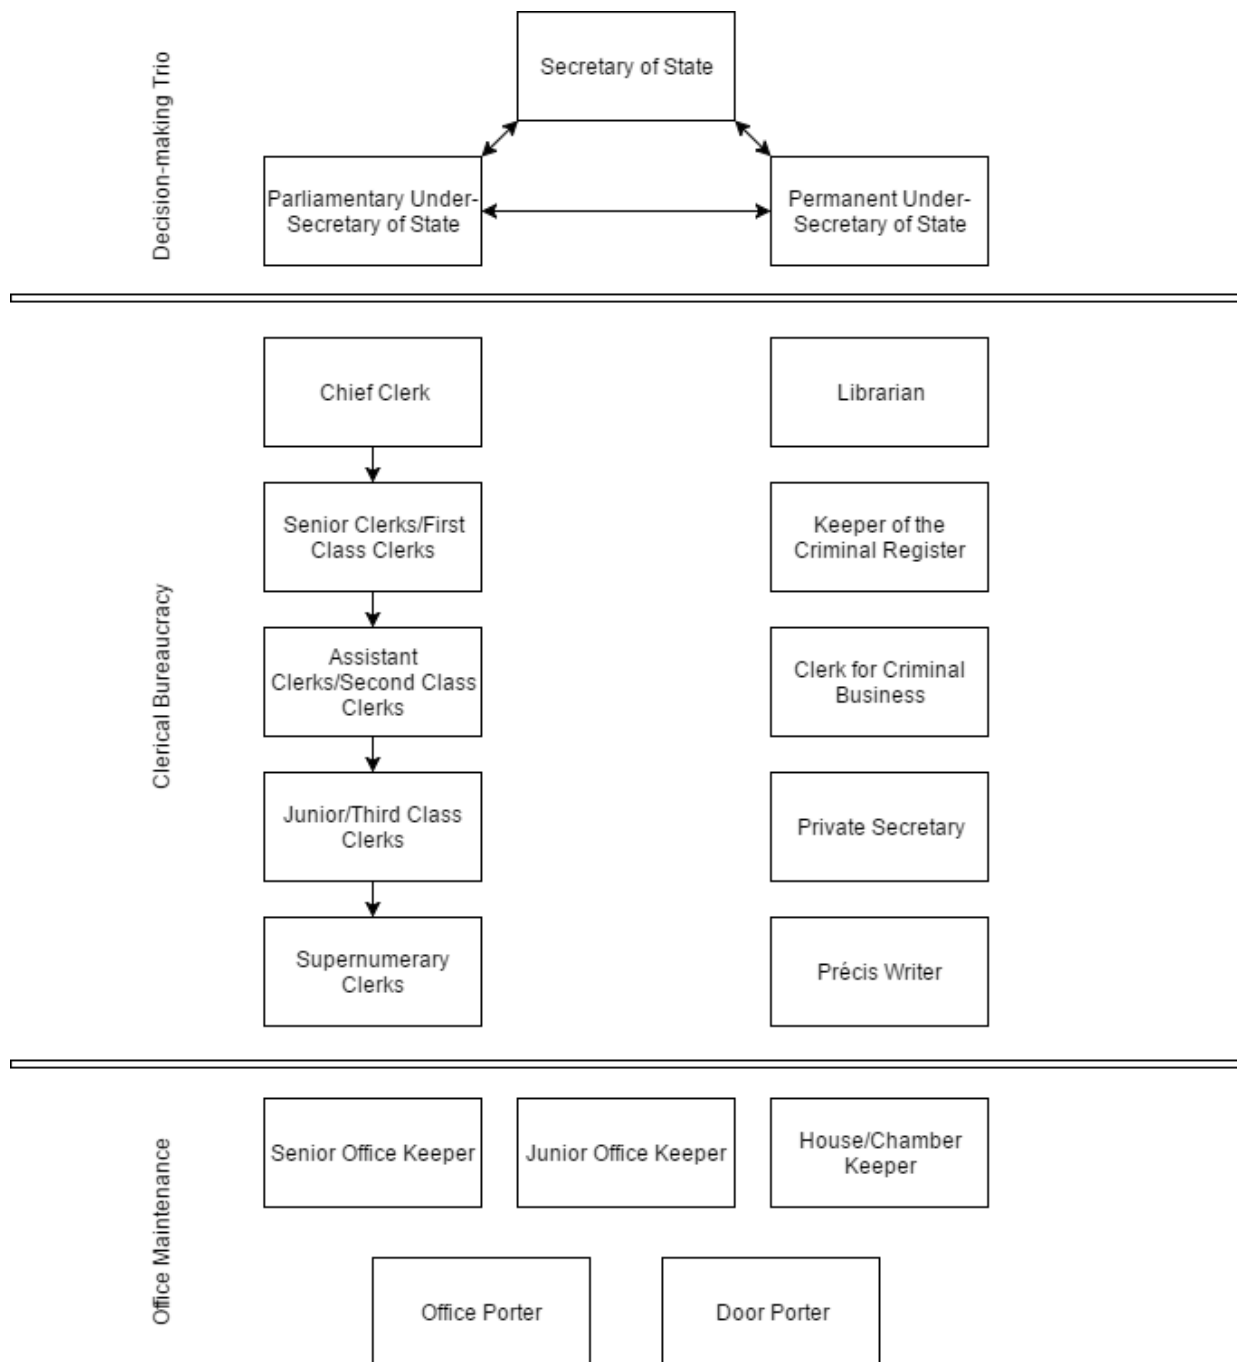 Decision-making Trio
Secretary of State
Parliamentary Under-
Secretary of State
Permanent Under-
Secretary of State
Clerical Bureaucracy
Chief Clerk
Librarian
Senior Clerks/First
Class Clerks
Keeper of the
Criminal Register
Assistant
Clerks/Second Class
Clerks
Clerk for Criminal
Business
Junior/Third Class
Clerks
Private Secretary
Supernumerary
Clerks
Précis Writer
Office Maintenance
Senior Office Keeper
Junior Office Keeper
House/Chamber
Keeper
Office Porter
Door Porter